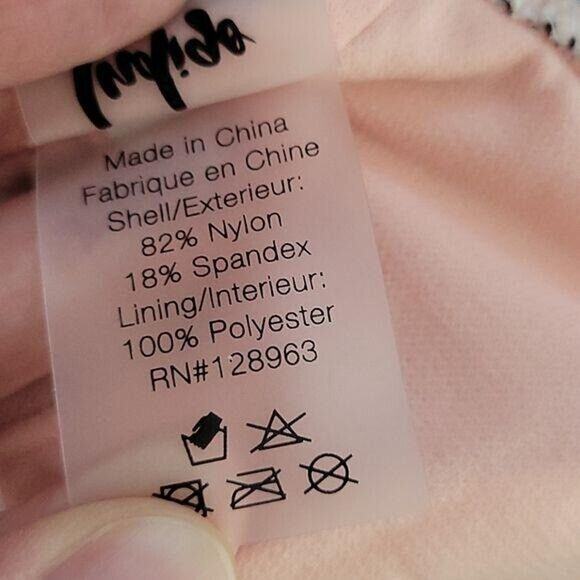 Made in China
Fabrique en Chine
Shell/Exterieur:
82% Nylon
18% Spandex
Lining/Interieur:
100% Polyester
RN#128963